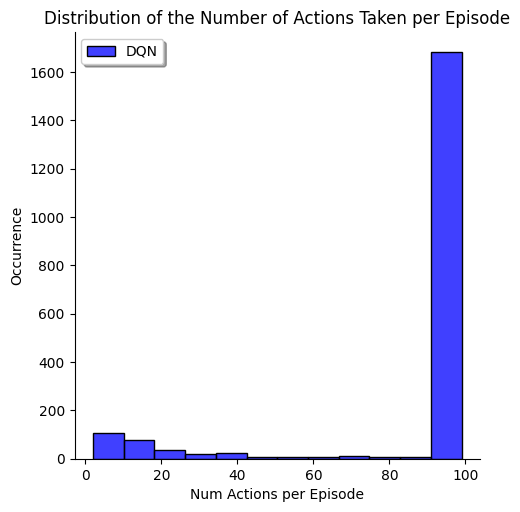 Distribution of the Number of Actions Taken per Episode
DQN
1600
1400
1200
1000
800
600
400
200
0
Occurrence
0 20 40 60 80 100
Num Actions per Episode